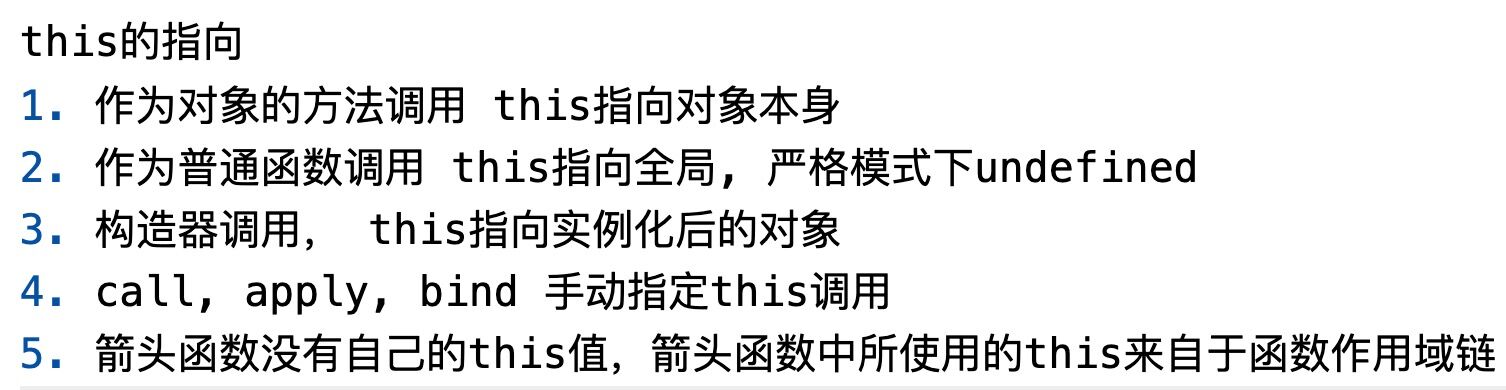 this的指向
1. 作为对象的方法调用 this指向对象本身
2. 作为普通函数调用 this指向全局, 严格模式下undefined
3. 构造器调用， this指向实例化后的对象
4. call, apply, bind 手动指定this调用
5. 箭头函数没有自己的this值，箭头函数中所使用的this来自于函数作用域链